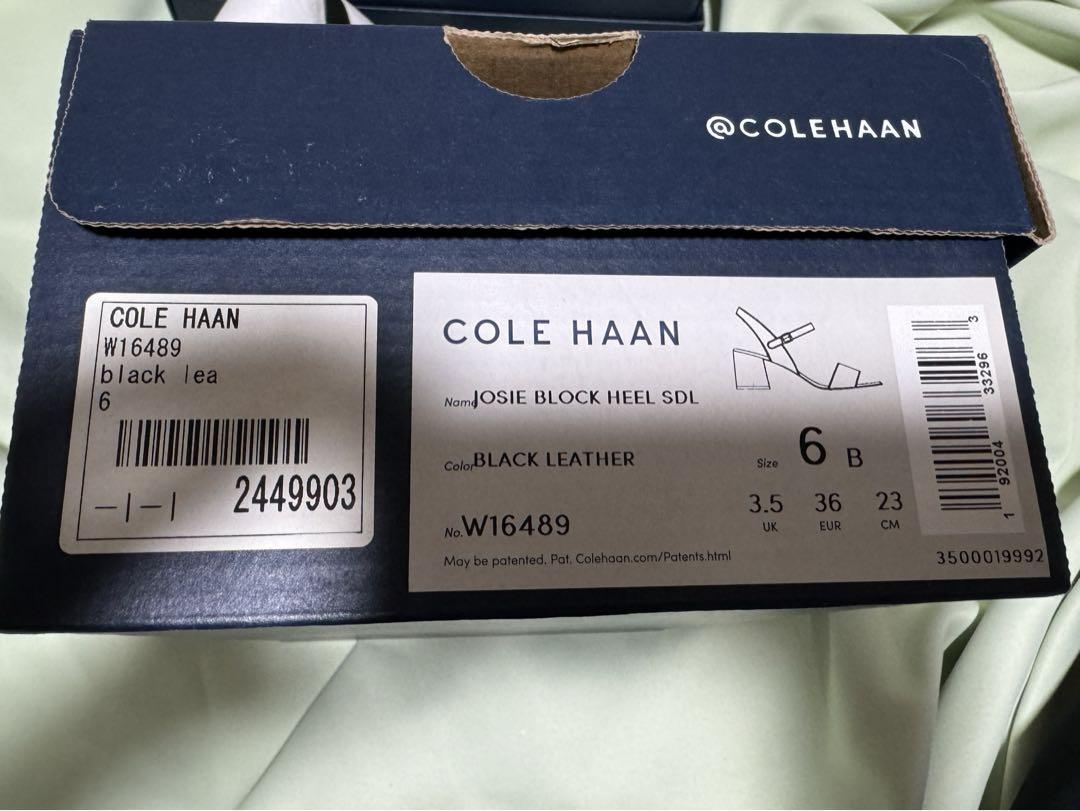 @COLEHAAN
COLE HAAN
W16489
black lea
6
2449903
COLE HAAN
Name JOSIE BLOCK HEEL SDL
Color BLACK LEATHER
Size 6 B
3.5 36 23
UK EUR CM
No. W16489
May be patented. Pat. Colehaan.com/Patents.html
1 92004 33296 3
3500019992